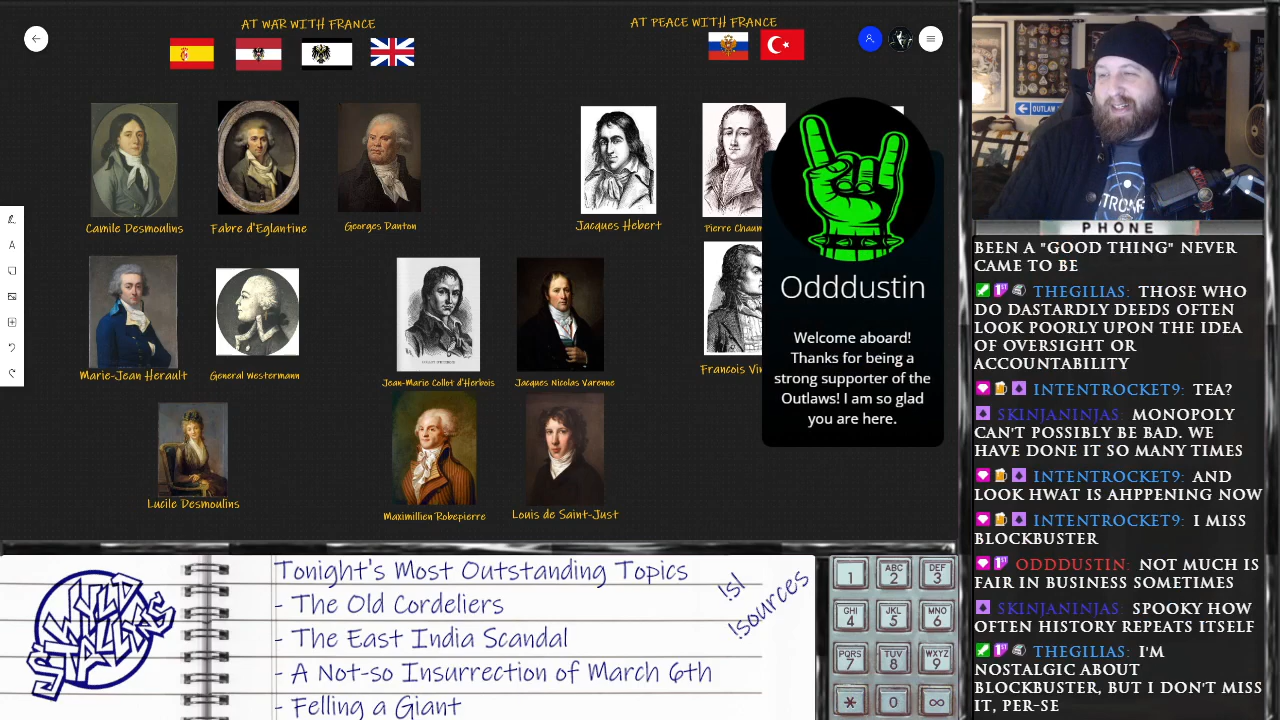 AT WAR WITH FRANCE
AT PEACE WITH FRANCE
Camile Desmoulins
Fabre d'Eglantine
Georges Danton
Jacques Hebert
Pierre Chaum
Marie-Jean Herault
General Westermann
Jean-Marie Collot d'Herbois
Jacques Nicolas Varenne
Francois Vin
Lucile Desmoulins
Maximillien Robepierre
Louis de Saint-Just
Odddustin
Welcome aboard!
Thanks for being a
strong supporter of the
Outlaws! I am so glad
you are here.
OUTLAW
PHONE
BEEN A "GOOD THING" NEVER
CAME TO BE
THEGILIAS: THOSE WHO
DO DASTARDLY DEEDS OFTEN
LOOK POORLY UPON THE IDEA
OF OVERSIGHT OR
ACCOUNTABILITY
INTENTROCKET9: TEA?
SKINJANINJAS: MONOPOLY
CAN'T POSSIBLY BE BAD. WE
HAVE DONE IT SO MANY TIMES
INTENTROCKET9: AND
LOOK HWAT IS AHPPENING NOW
INTENTROCKET9: I MISS
BLOCKBUSTER
ODDDUSTIN: NOT MUCH IS
FAIR IN BUSINESS SOMETIMES
SKINJANINJAS: SPOOKY HOW
OFTEN HISTORY REPEATS ITSELF
THEGILIAS: I'M
NOSTALGIC ABOUT
BLOCKBUSTER, BUT I DON'T MISS
IT, PER-SE
WYLD
STALLYNS
Tonight's Most Outstanding Topics
- The Old Cordeliers
- The East India Scandal
- A Not-so Insurrection of March 6th
- Felling a Giant
!sl
!sources
1
ABC 2
DEF 3
GHI 4
JKL 5
MNO 6
PQRS 7
TUV 8
WXYZ 9
* 0 ∞